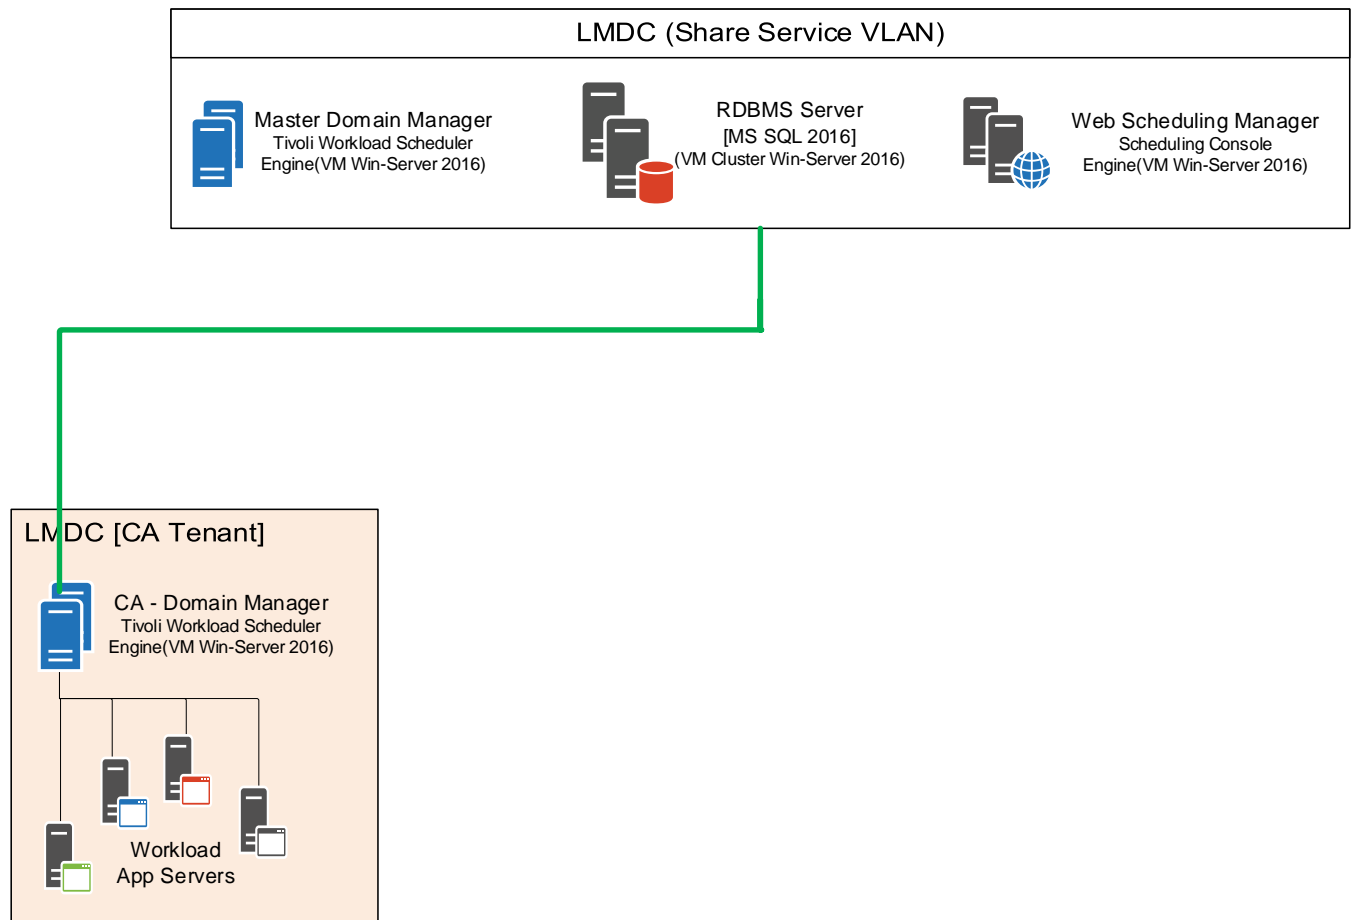 LMDC (Share Service VLAN)
Master Domain Manager
Tivoli Workload Scheduler
Engine(VM Win-Server 2016)
RDBMS Server
[MS SQL 2016]
(VM Cluster Win-Server 2016)
Web Scheduling Manager
Scheduling Console
Engine(VM Win-Server 2016)
LMDC [CA Tenant]
CA - Domain Manager
Tivoli Workload Scheduler
Engine(VM Win-Server 2016)
Workload
App Servers